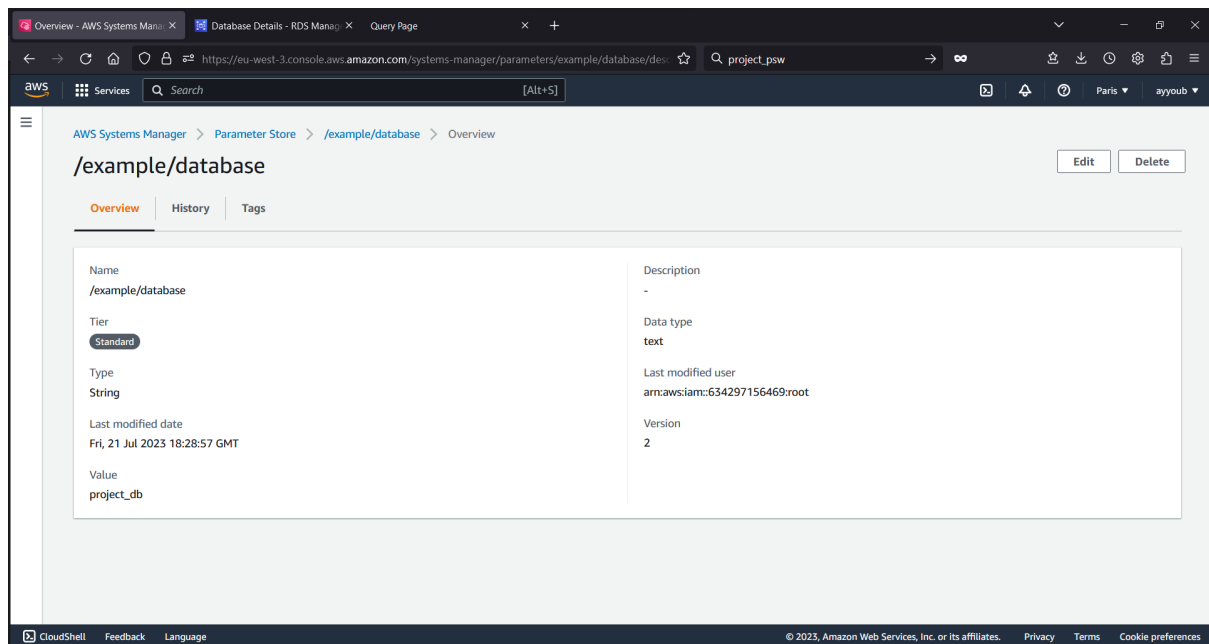 Overview - AWS Systems Mana
Database Details - RDS Manag
Query Page
https://eu-west-3.console.aws.amazon.com/systems-manager/parameters/example/database/desc
project_psw
aws
Services
Search
[Alt+S]
Paris
ayyoub
AWS Systems Manager > Parameter Store > /example/database > Overview
/example/database
Edit
Delete
Overview
History
Tags
Name
/example/database
Tier
Standard
Type
String
Last modified date
Fri, 21 Jul 2023 18:28:57 GMT
Value
project_db
Description
-
Data type
text
Last modified user
arn:aws:iam::634297156469:root
Version
2
CloudShell
Feedback
Language
© 2023, Amazon Web Services, Inc. or its affiliates.
Privacy
Terms
Cookie preferences